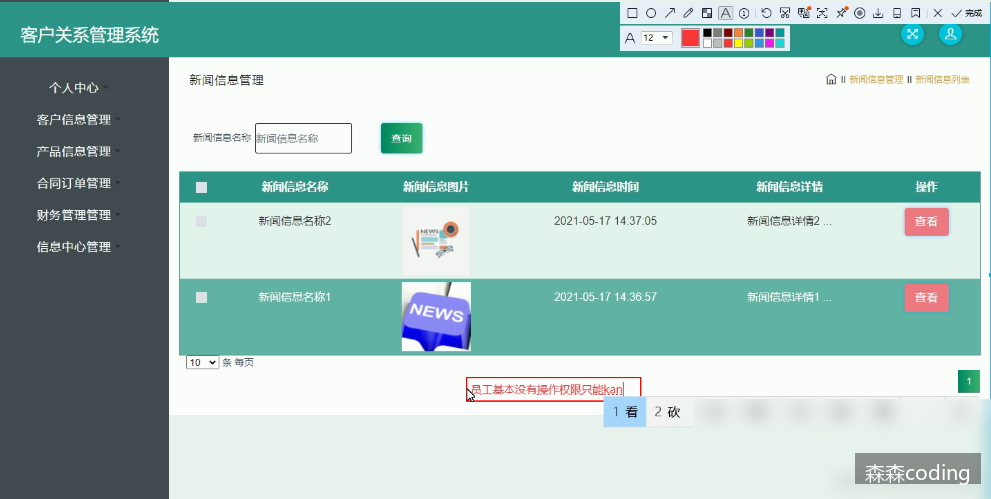 客户关系管理系统
A 12
完成
个人中心
客户信息管理
产品信息管理
合同订单管理
财务管理管理
信息中心管理
新闻信息管理
新闻信息管理 新闻信息列表
新闻信息名称 新闻信息名称 查询
新闻信息名称 新闻信息图片 新闻信息时间 新闻信息详情 操作
新闻信息名称2 NEWS 2021-05-17 14:37:05 新闻信息详情2 ... 查看
新闻信息名称1 NEWS 2021-05-17 14:36:57 新闻信息详情1 ... 查看
10 条 每页
1
员工基本没有操作权限只能kan
1 看 2 砍
森森coding